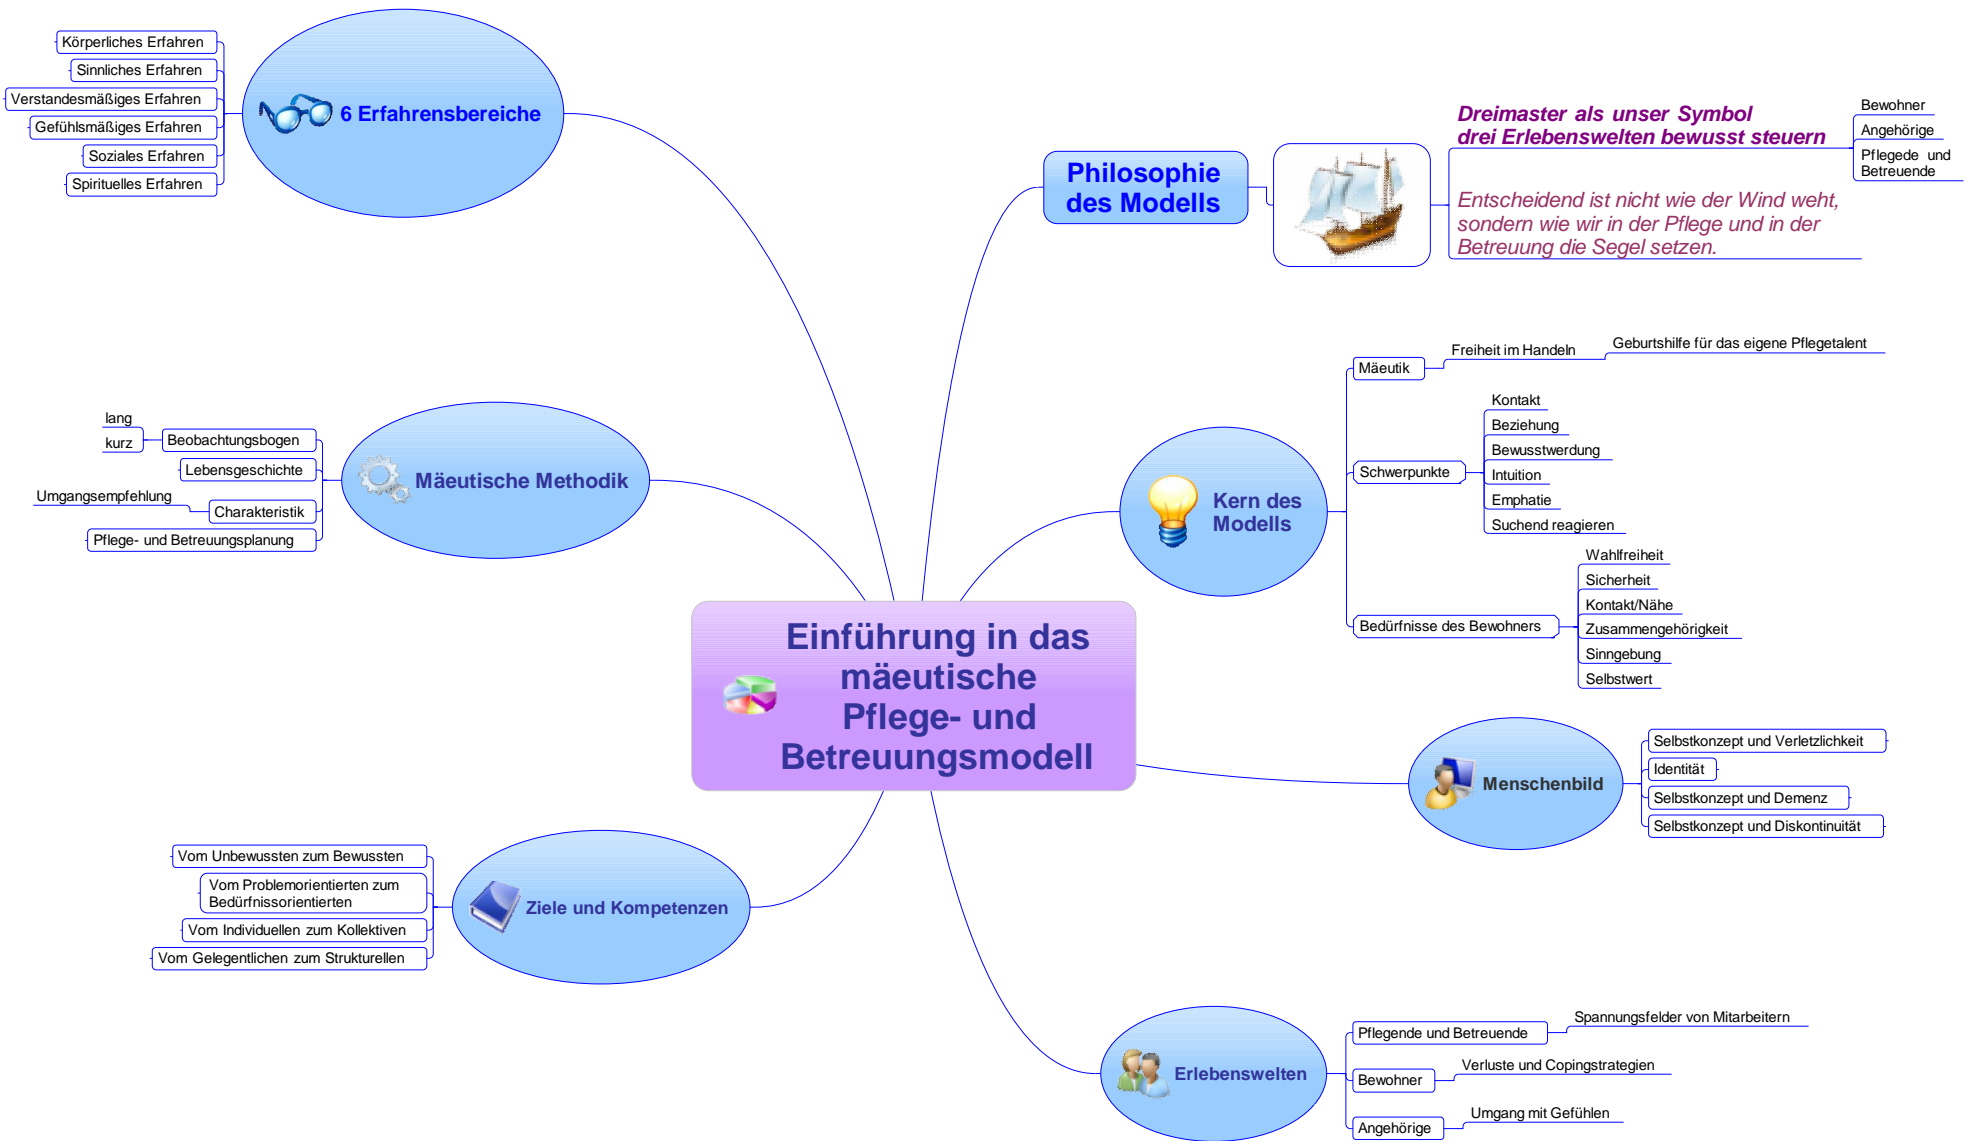 Einführung in das
mäeutische
Pflege- und
Betreuungsmodell
Philosophie
des Modells
Dreimaster als unser Symbol
drei Erlebenswelten bewusst steuern
Bewohner
Angehörige
Pflegede und
Betreuende
Entscheidend ist nicht wie der Wind weht,
sondern wie wir in der Pflege und in der
Betreuung die Segel setzen.
Kern des
Modells
Mäeutik
Freiheit im Handeln
Geburtshilfe für das eigene Pflegetalent
Schwerpunkte
Kontakt
Beziehung
Bewusstwerdung
Intuition
Emphatie
Suchend reagieren
Bedürfnisse des Bewohners
Wahlfreiheit
Sicherheit
Kontakt/Nähe
Zusammengehörigkeit
Sinngebung
Selbstwert
Menschenbild
Selbstkonzept und Verletzlichkeit
Identität
Selbstkonzept und Demenz
Selbstkonzept und Diskontinuität
Erlebenswelten
Pflegende und Betreuende
Spannungsfelder von Mitarbeitern
Bewohner
Verluste und Copingstrategien
Angehörige
Umgang mit Gefühlen
Ziele und Kompetenzen
Vom Unbewussten zum Bewussten
Vom Problemorientierten zum
Bedürfnissorientierten
Vom Individuellen zum Kollektiven
Vom Gelegentlichen zum Strukturellen
Mäeutische Methodik
Beobachtungsbogen
lang
kurz
Lebensgeschichte
Charakteristik
Umgangsempfehlung
Pflege- und Betreuungsplanung
6 Erfahrensbereiche
Körperliches Erfahren
Sinnliches Erfahren
Verstandesmäßiges Erfahren
Gefühlsmäßiges Erfahren
Soziales Erfahren
Spirituelles Erfahren